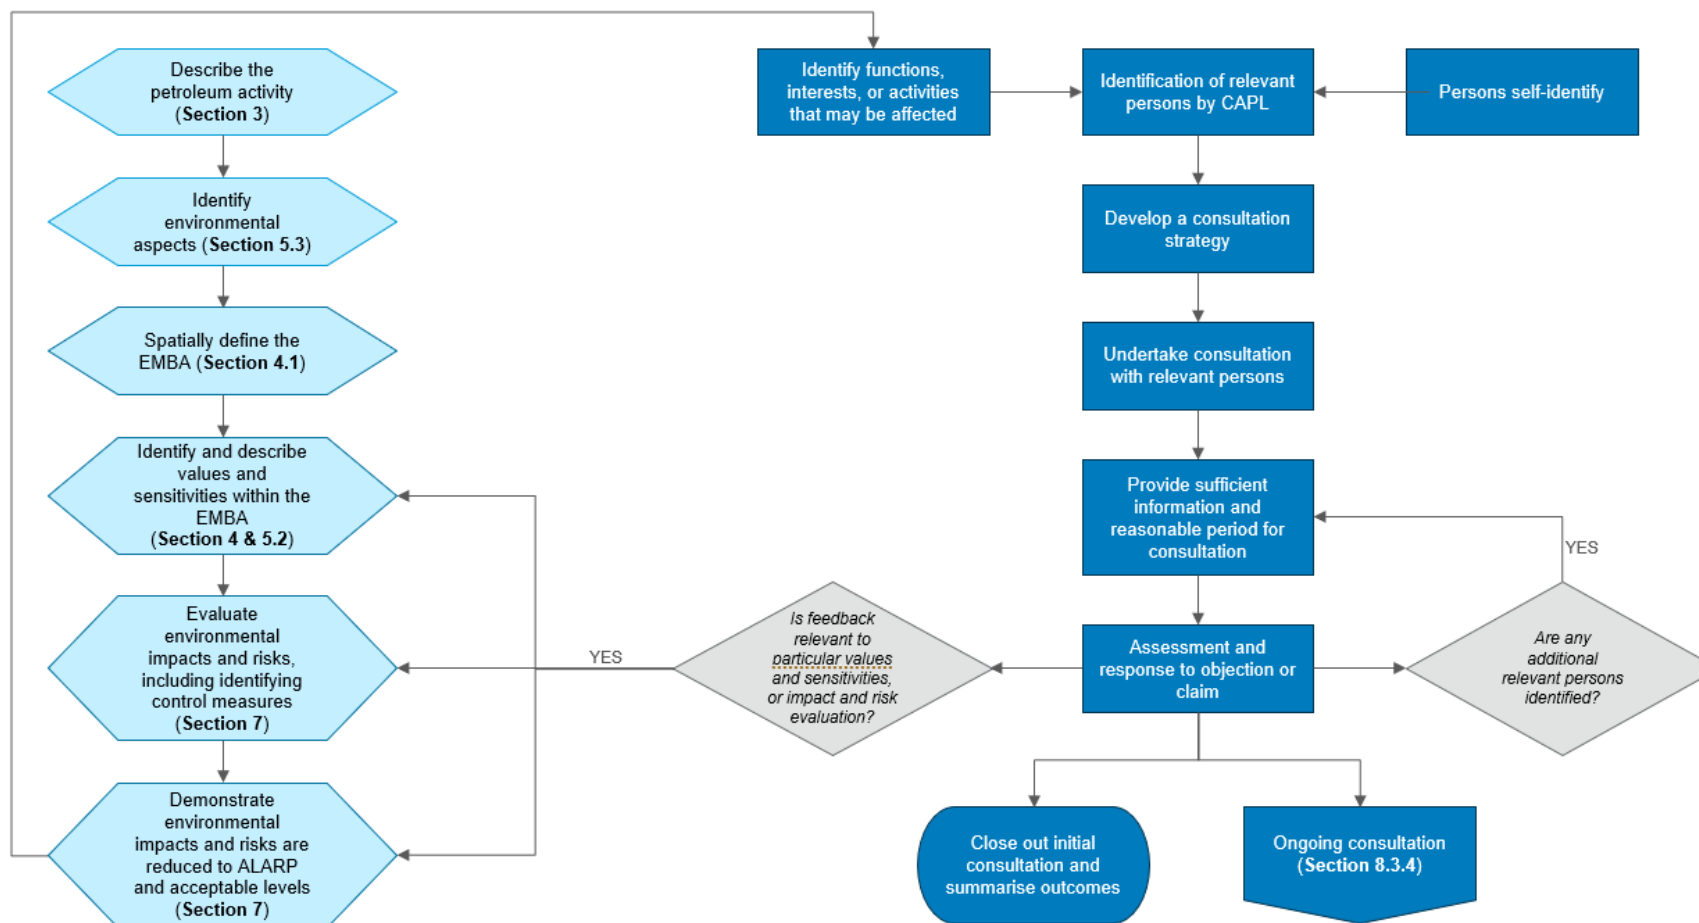 Describe the
petroleum activity
(Section 3)
Identify
environmental
aspects (Section 5.3)
Spatially define the
EMBA (Section 4.1)
Identify and describe
values and
sensitivities within the
EMBA
(Section 4 & 5.2)
Evaluate
environmental
impacts and risks,
including identifying
control measures
(Section 7)
Demonstrate
environmental
impacts and risks are
reduced to ALARP
and acceptable levels
(Section 7)
YES
Is feedback
relevant to
particular values
and sensitivities,
or impact and risk
evaluation?
Identify functions,
interests, or activities
that may be affected
Identification of relevant
persons by CAPL
Persons self-identify
Develop a consultation
strategy
Undertake consultation
with relevant persons
Provide sufficient
information and
reasonable period for
consultation
YES
Assessment and
response to objection or
claim
Are any
additional
relevant persons
identified?
Close out initial
consultation and
summarise outcomes
Ongoing consultation
(Section 8.3.4)